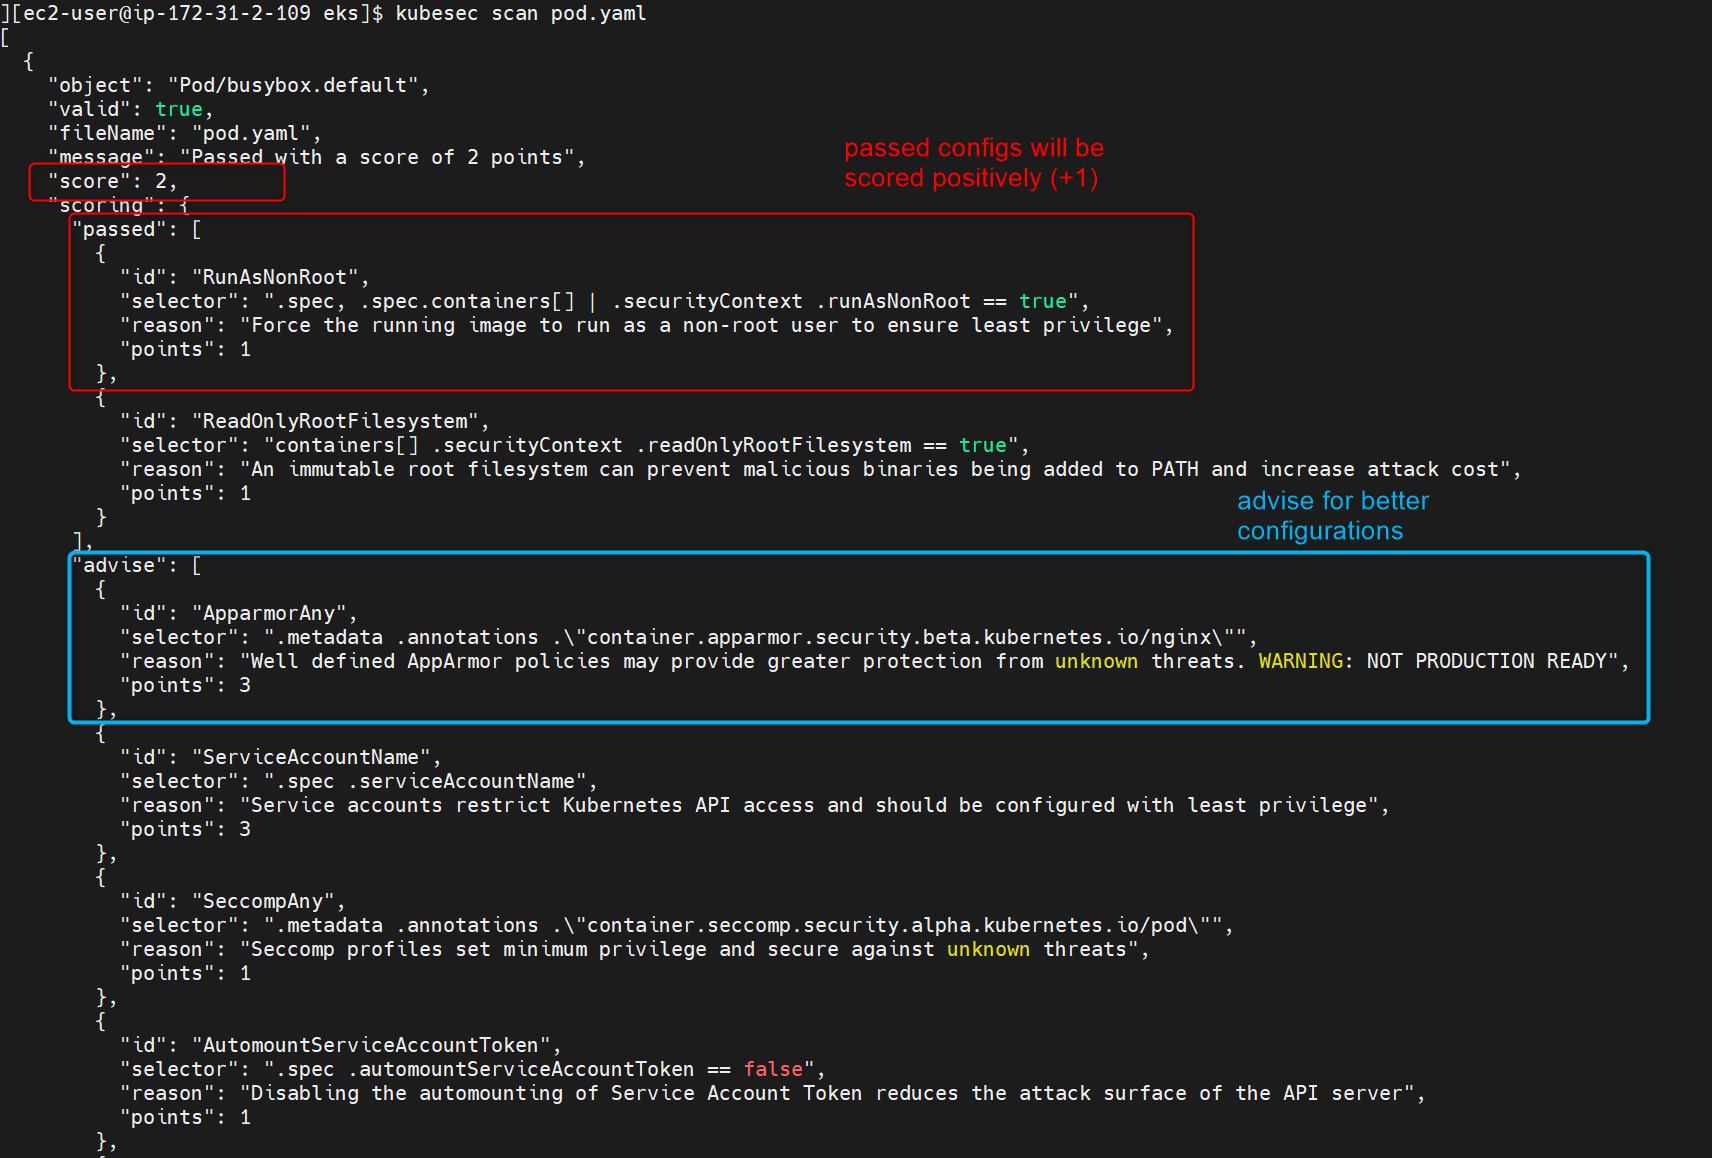 ][ec2-user@ip-172-31-2-109 eks]$ kubesec scan pod.yaml
[
  {
    "object": "Pod/busybox.default",
    "valid": true,
    "fileName": "pod.yaml",
    "message": "Passed with a score of 2 points",
    "score": 2,
    "scoring": {
passed configs will be
scored positively (+1)
      "passed": [
        {
          "id": "RunAsNonRoot",
          "selector": ".spec, .spec.containers[] | .securityContext .runAsNonRoot == true",
          "reason": "Force the running image to run as a non-root user to ensure least privilege",
          "points": 1
        },
        {
          "id": "ReadOnlyRootFilesystem",
          "selector": "containers[] .securityContext .readOnlyRootFilesystem == true",
          "reason": "An immutable root filesystem can prevent malicious binaries being added to PATH and increase attack cost",
          "points": 1
        }
      ],
advise for better
configurations
      "advise": [
        {
          "id": "ApparmorAny",
          "selector": ".metadata .annotations .\"container.apparmor.security.beta.kubernetes.io/nginx\"",
          "reason": "Well defined AppArmor policies may provide greater protection from unknown threats. WARNING: NOT PRODUCTION READY",
          "points": 3
        },
        {
          "id": "ServiceAccountName",
          "selector": ".spec .serviceAccountName",
          "reason": "Service accounts restrict Kubernetes API access and should be configured with least privilege",
          "points": 3
        },
        {
          "id": "SeccompAny",
          "selector": ".metadata .annotations .\"container.seccomp.security.alpha.kubernetes.io/pod\"",
          "reason": "Seccomp profiles set minimum privilege and secure against unknown threats",
          "points": 1
        },
        {
          "id": "AutomountServiceAccountToken",
          "selector": ".spec .automountServiceAccountToken == false",
          "reason": "Disabling the automounting of Service Account Token reduces the attack surface of the API server",
          "points": 1
        },